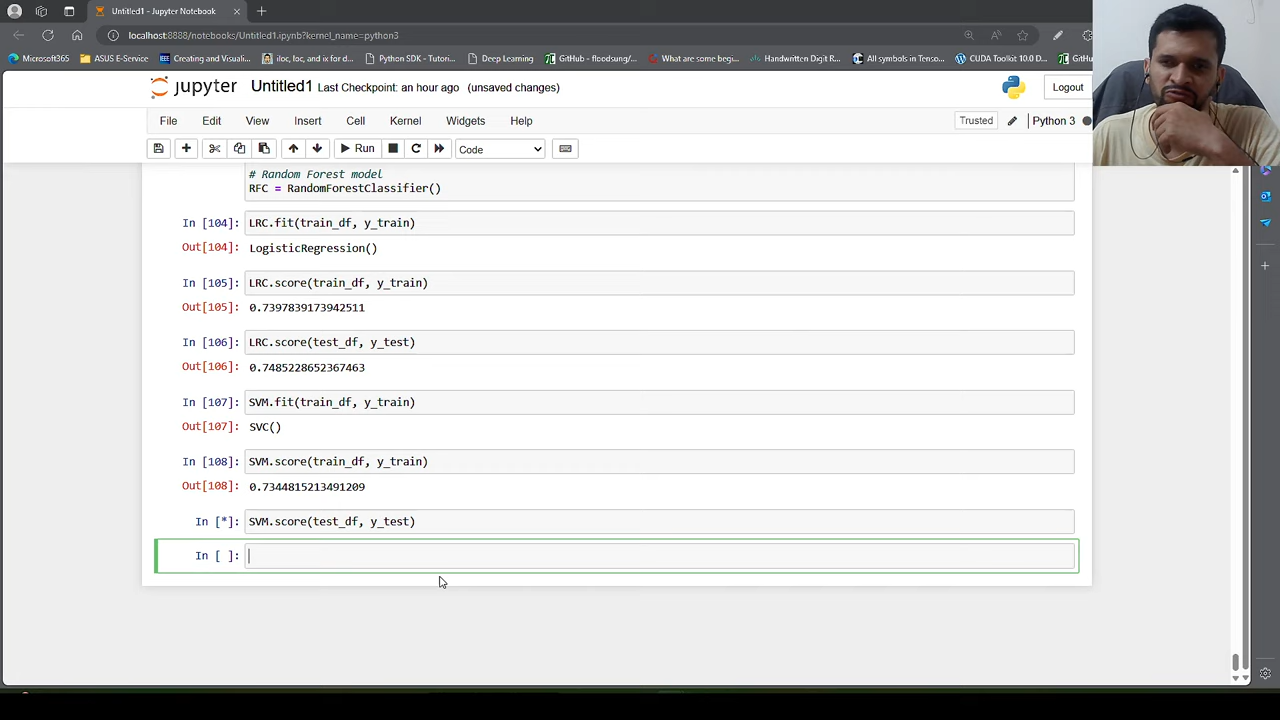 Untitled1 - Jupyter Notebook
localhost:8888/notebooks/Untitled1.ipynb?kernel_name=python3
Microsoft365
ASUS E-Service
Creating and Visuali...
iloc, loc, and ix for d...
Python SDK - Tutori...
Deep Learning
GitHub - floodsung/...
What are some begi...
Handwritten Digit R...
All symbols in Tenso...
CUDA Toolkit 10.0 D...
GitH
jupyter Untitled1 Last Checkpoint: an hour ago (unsaved changes)
Logout
File Edit View Insert Cell Kernel Widgets Help
Trusted
Python 3
Run
Code
# Random Forest model
RFC = RandomForestClassifier()
In [104]: LRC.fit(train_df, y_train)
Out[104]: LogisticRegression()
In [105]: LRC.score(train_df, y_train)
Out[105]: 0.7397839173942511
In [106]: LRC.score(test_df, y_test)
Out[106]: 0.7485228652367463
In [107]: SVM.fit(train_df, y_train)
Out[107]: SVC()
In [108]: SVM.score(train_df, y_train)
Out[108]: 0.7344815213491209
In [*]: SVM.score(test_df, y_test)
In [ ]: